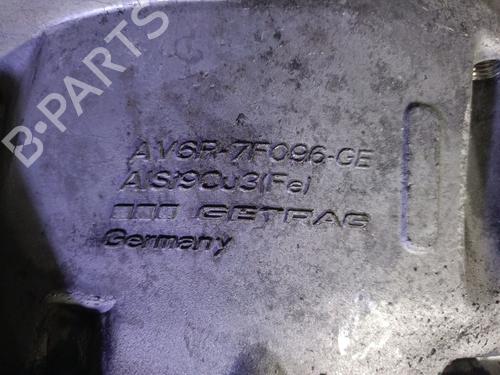 B-PARTS
AV6R-7F096-GE
AlSi9Cu3(Fe)
GETRAG
Germany